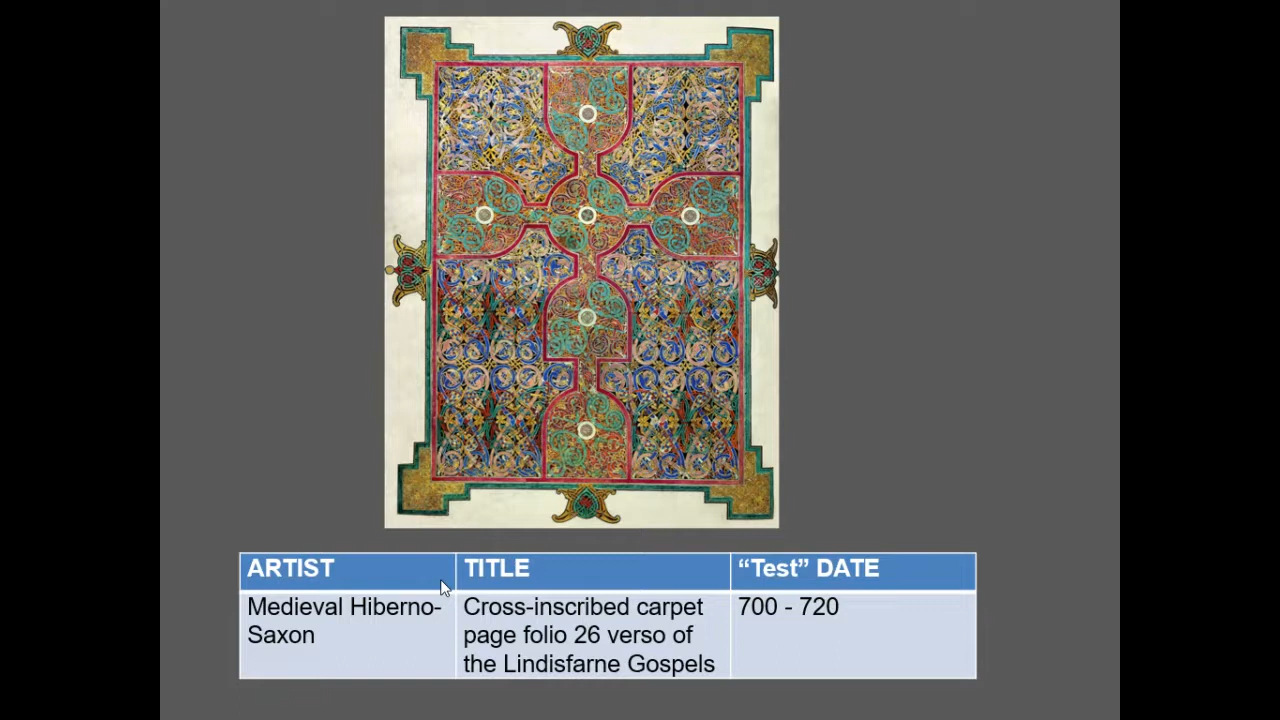 ARTIST TITLE “Test” DATE
Medieval Hiberno- Cross-inscribed carpet 700 - 720
Saxon page folio 26 verso of
the Lindisfarne Gospels